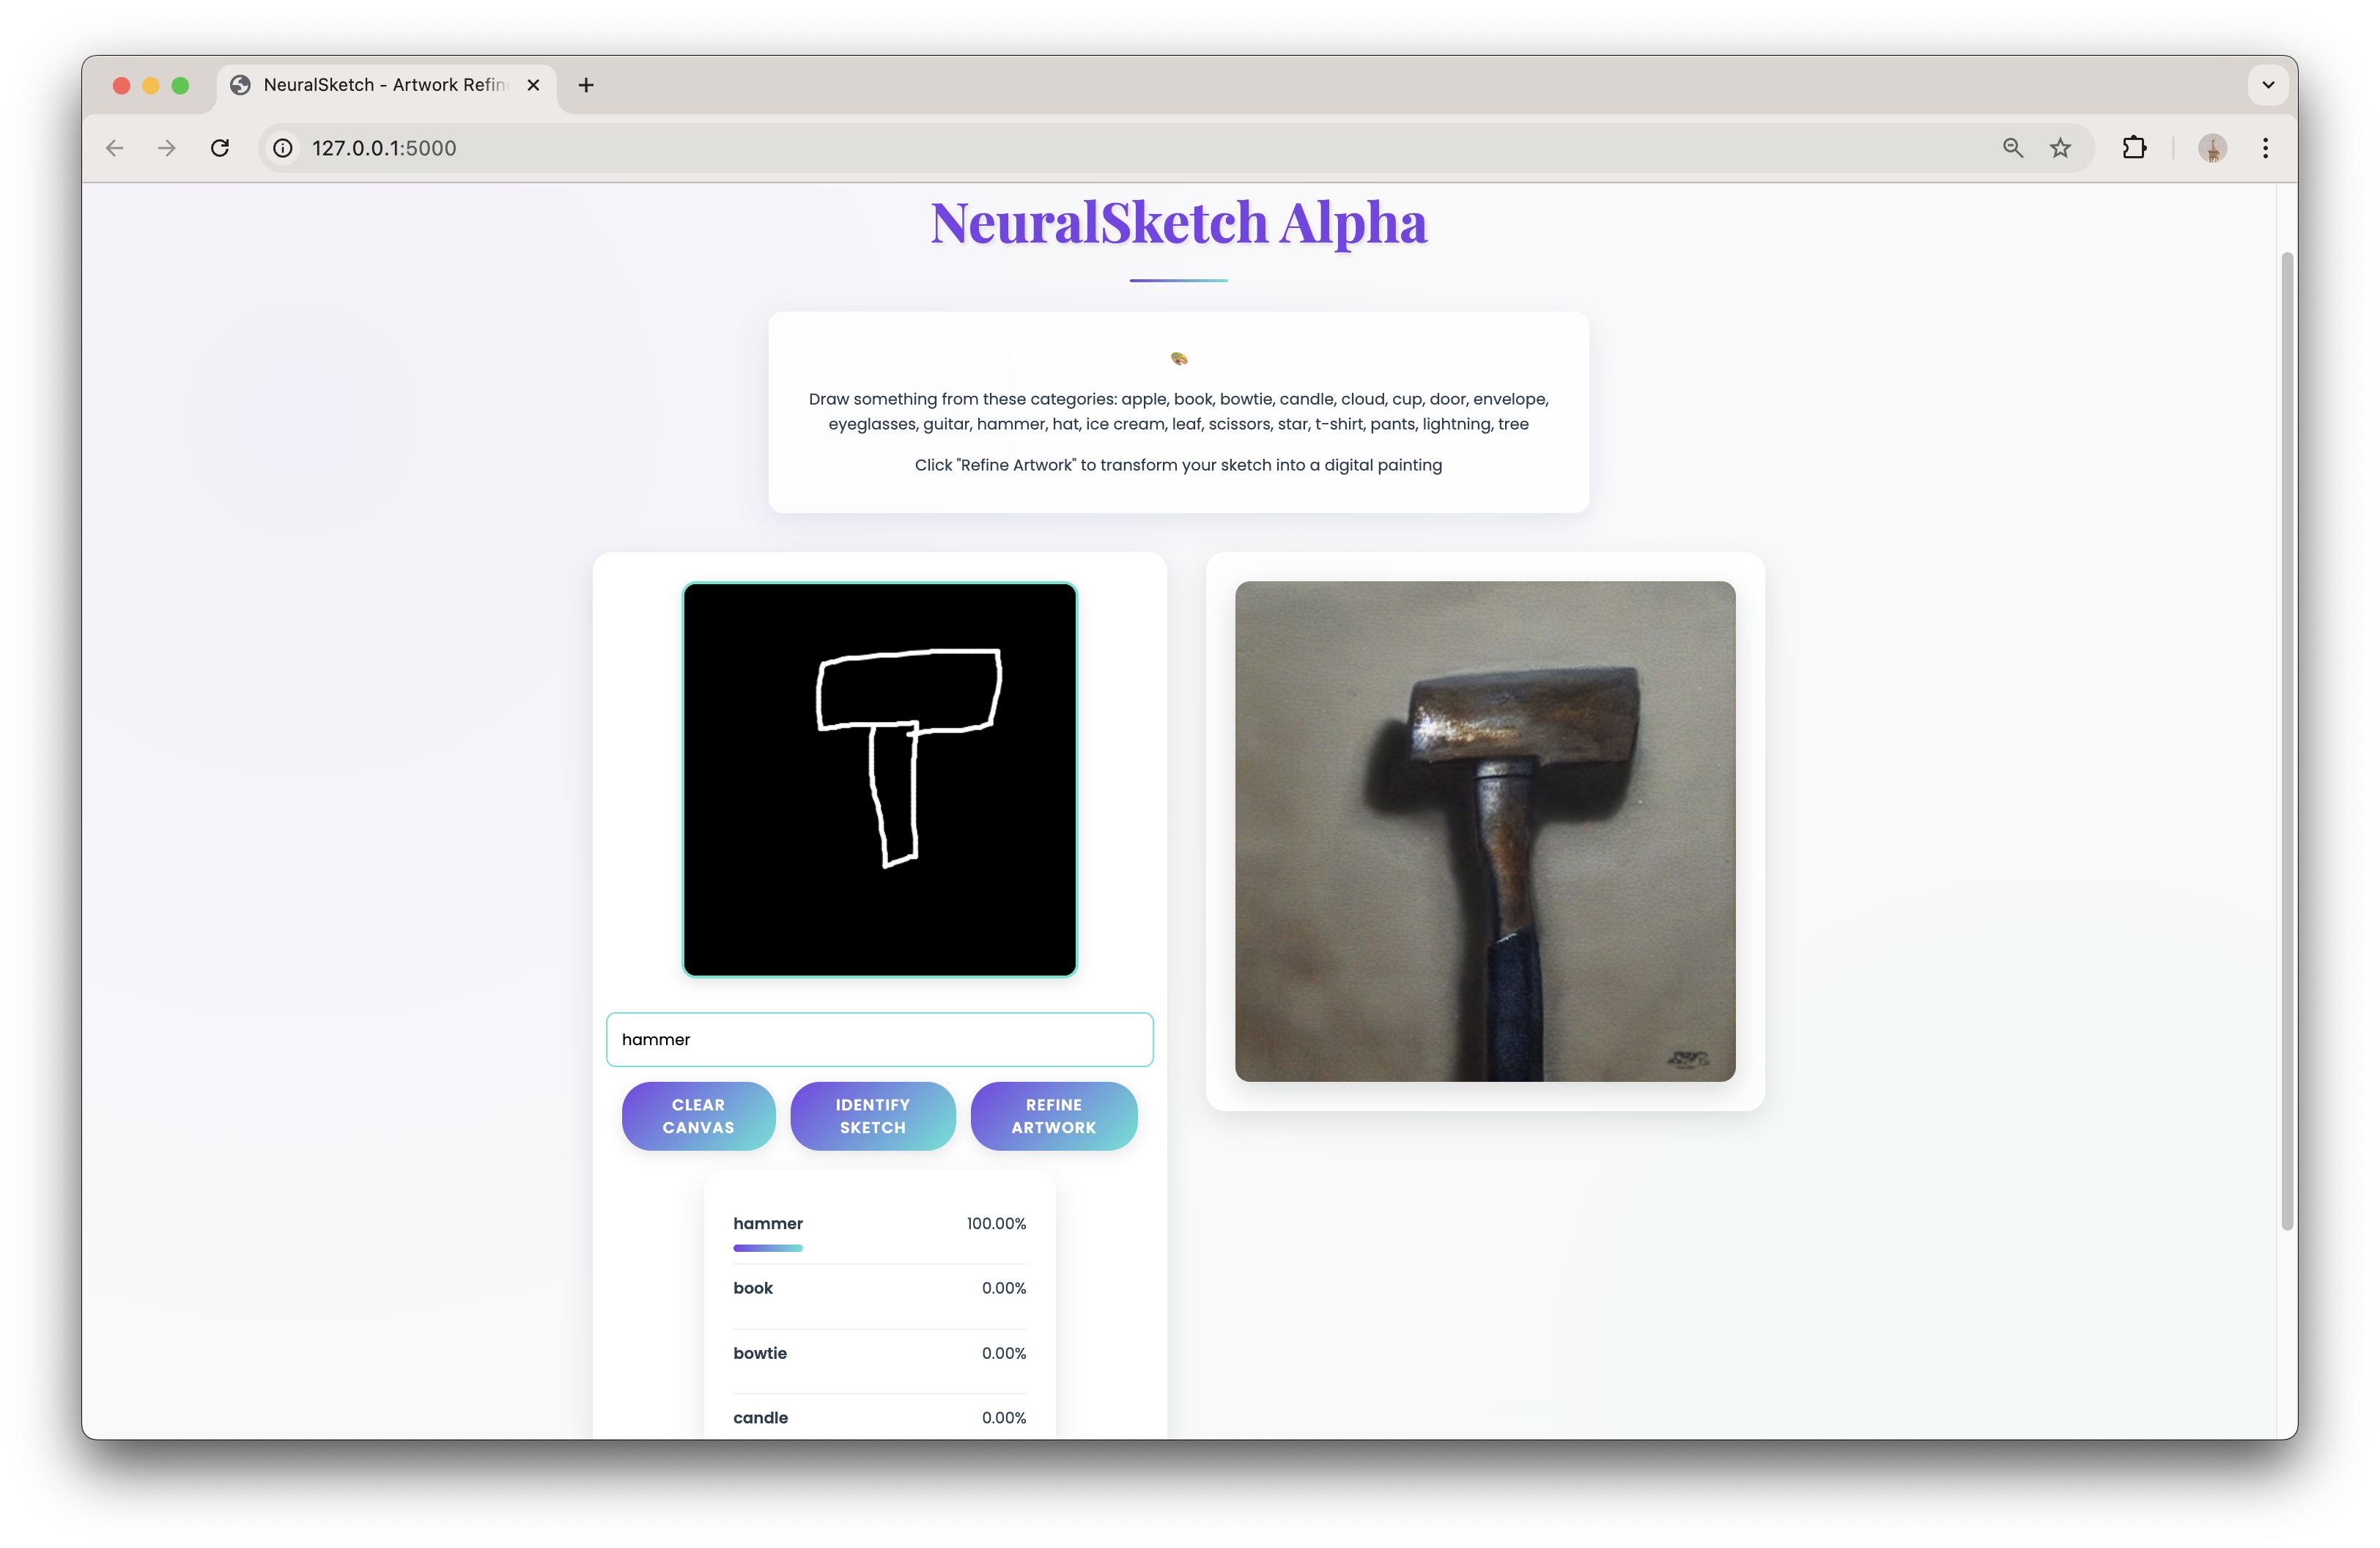 NeuralSketch - Artwork Refin
127.0.0.1:5000
NeuralSketch Alpha
Draw something from these categories: apple, book, bowtie, candle, cloud, cup, door, envelope,
eyeglasses, guitar, hammer, hat, ice cream, leaf, scissors, star, t-shirt, pants, lightning, tree
Click "Refine Artwork" to transform your sketch into a digital painting
hammer
CLEAR
CANVAS
IDENTIFY
SKETCH
REFINE
ARTWORK
hammer 100.00%
book 0.00%
bowtie 0.00%
candle 0.00%